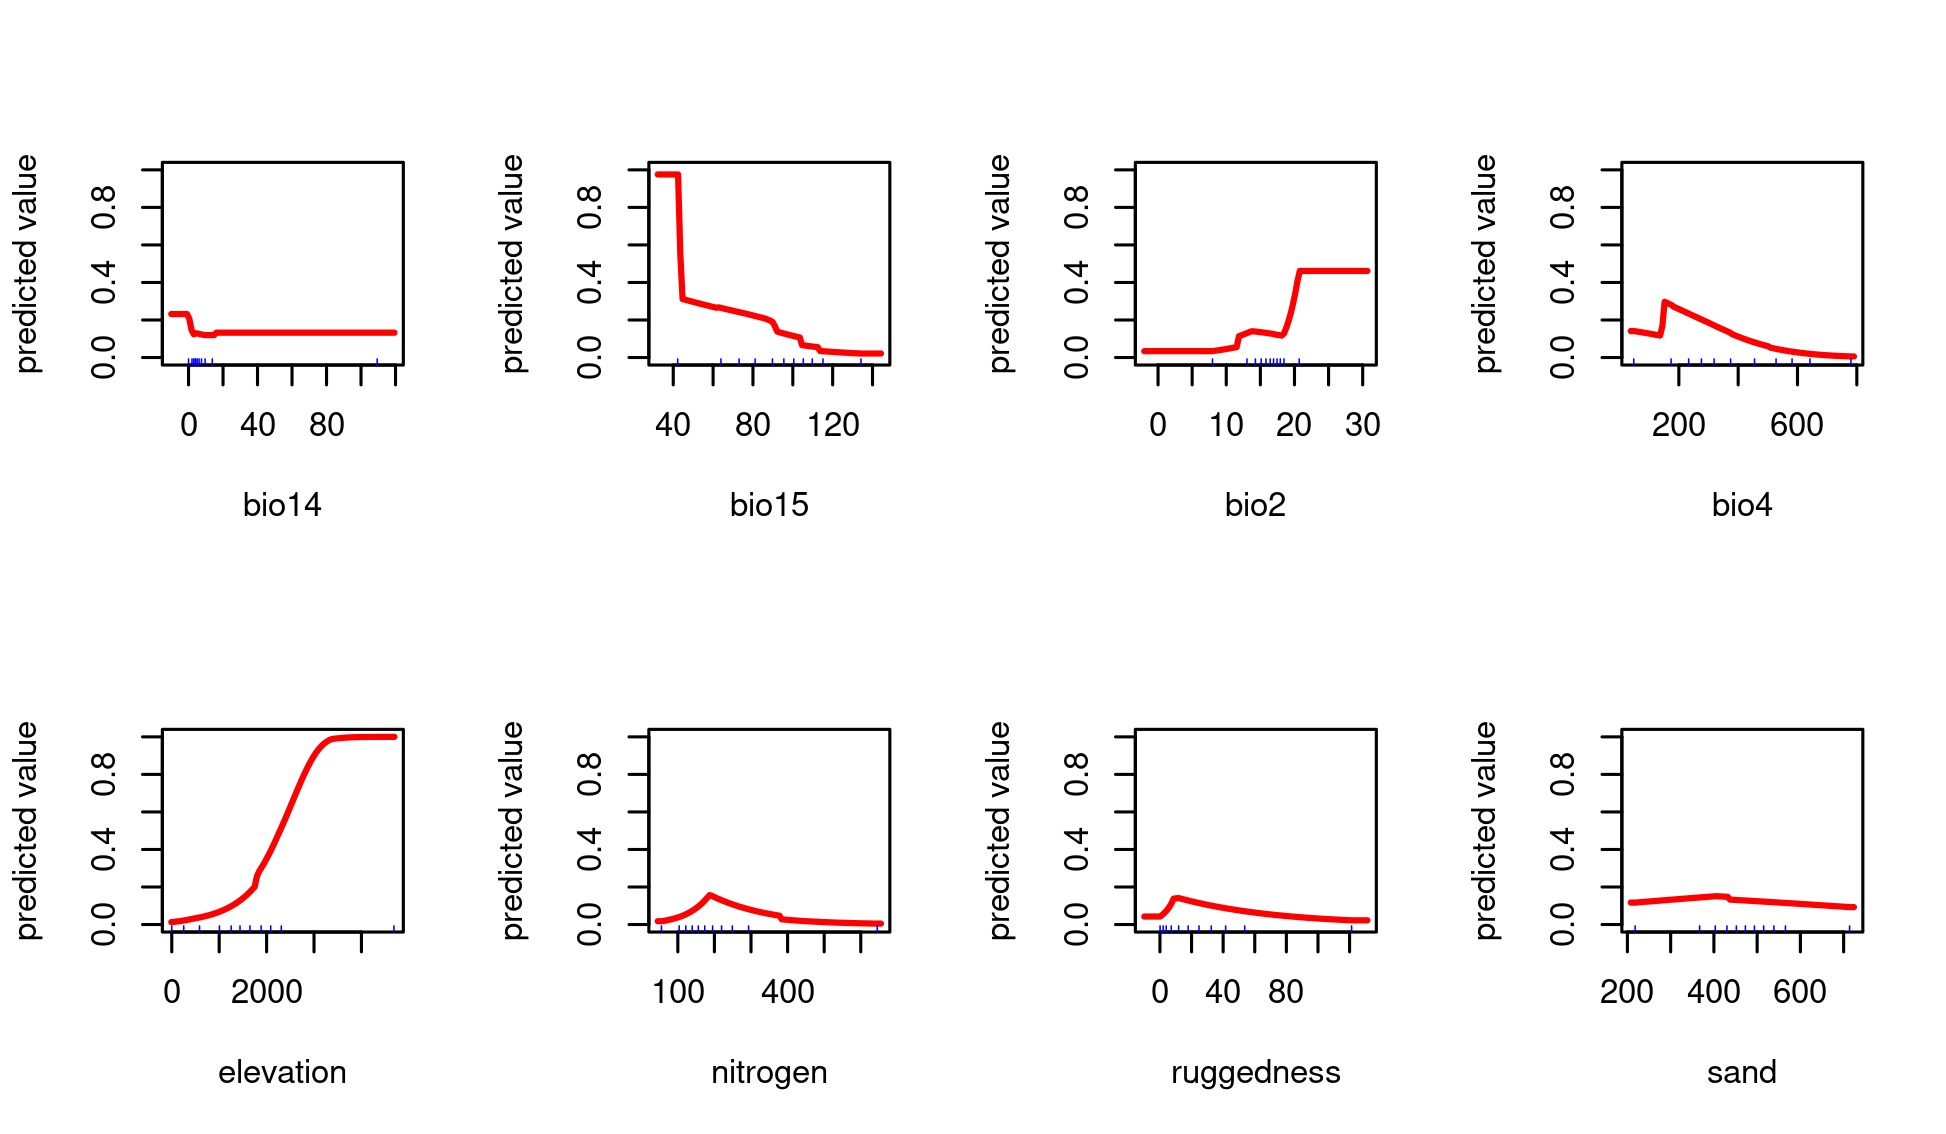 predicted value
0.0 0.4 0.8
0 40 80
bio14
predicted value
0.0 0.4 0.8
40 80 120
bio15
predicted value
0.0 0.4 0.8
0 10 20 30
bio2
predicted value
0.0 0.4 0.8
200 600
bio4
predicted value
0.0 0.4 0.8
0 2000
elevation
predicted value
0.0 0.4 0.8
100 400
nitrogen
predicted value
0.0 0.4 0.8
0 40 80
ruggedness
predicted value
0.0 0.4 0.8
200 400 600
sand